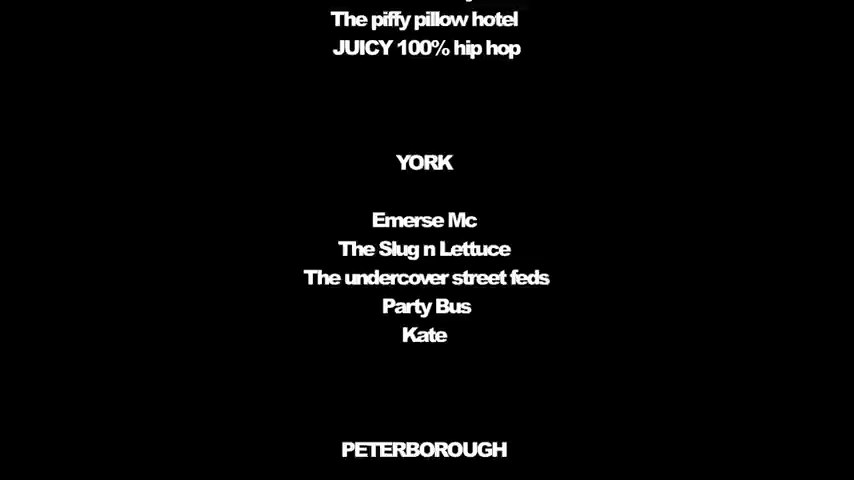 The piffy pillow hotel
JUICY 100% hip hop
YORK
Emerse Mc
The Slug n Lettuce
The undercover street feds
Party Bus
Kate
PETERBOROUGH